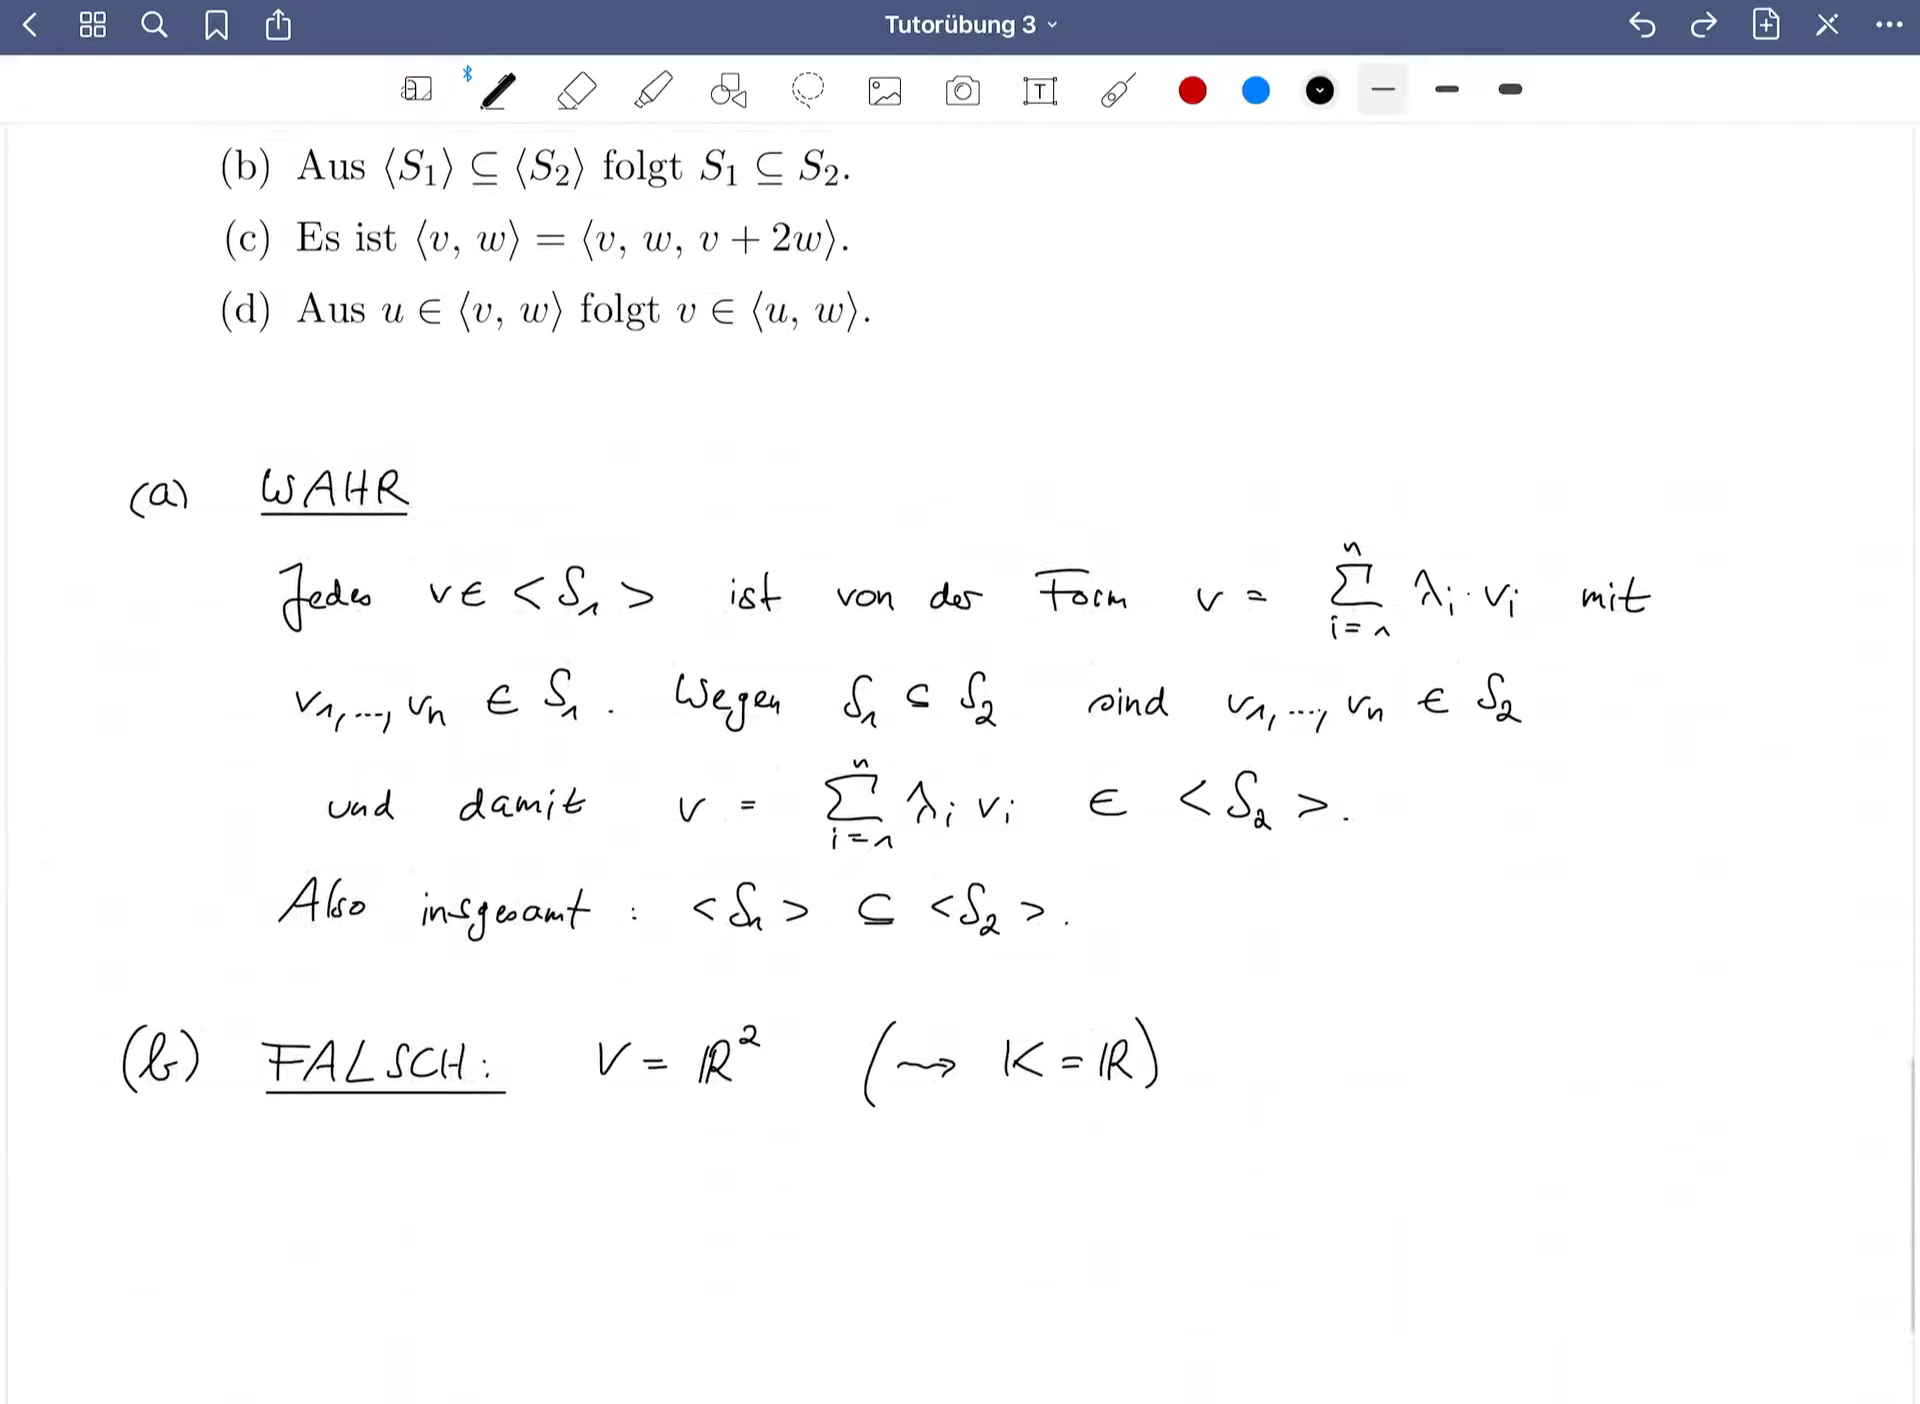 Tutorübung 3
(b) Aus ⟨S₁⟩ ⊆ ⟨S₂⟩ folgt S₁ ⊆ S₂.
(c) Es ist ⟨v, w⟩ = ⟨v, w, v + 2w⟩.
(d) Aus u ∈ ⟨v, w⟩ folgt v ∈ ⟨u, w⟩.
(a) WAHR
Jedes v ∈ <S₁> ist von der Form v = ∑ᵢ₌₁ⁿ λᵢ · vᵢ mit
v₁, ..., vₙ ∈ S₁. Wegen S₁ ⊂ S₂ sind v₁, ..., vₙ ∈ S₂
und damit v = ∑ᵢ₌₁ⁿ λᵢ vᵢ ∈ <S₂>.
Also insgesamt : <S₁> ⊆ <S₂>.
(b) FALSCH: V = ℝ² (⇝ K = ℝ)